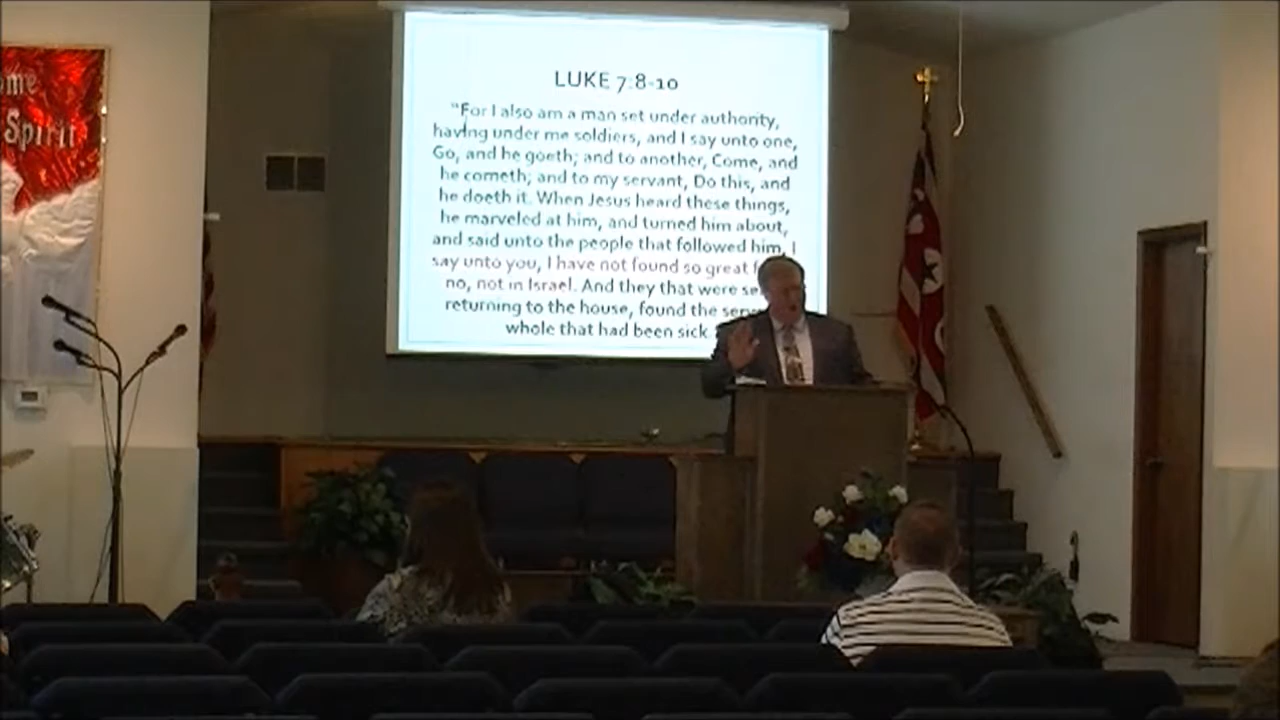 ome
Spirit
LUKE 7:8-10
"For I also am a man set under authority,
having under me soldiers, and I say unto one,
Go, and he goeth; and to another, Come, and
he cometh; and to my servant, Do this, and
he doeth it. When Jesus heard these things,
he marveled at him, and turned him about,
and said unto the people that followed him, I
say unto you, I have not found so great f
no, not in Israel. And they that were se
returning to the house, found the serv
whole that had been sick.